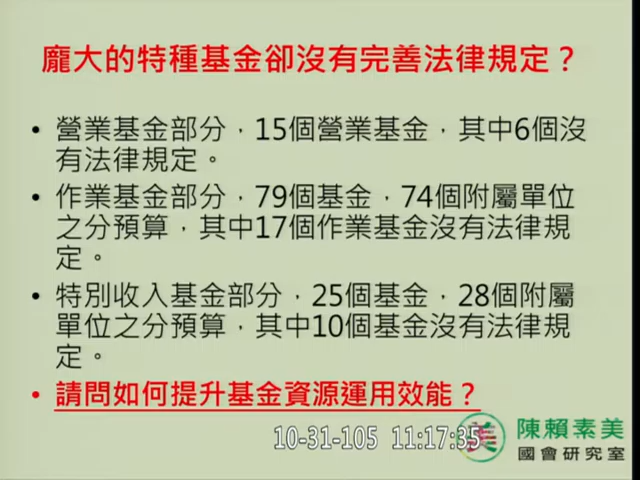 龐大的特種基金卻沒有完善法律規定？
• 營業基金部分，15個營業基金，其中6個沒
有法律規定。
• 作業基金部分，79個基金，74個附屬單位
之分預算，其中17個作業基金沒有法律規
定。
• 特別收入基金部分，25個基金，28個附屬
單位之分預算，其中10個基金沒有法律規
定。
• 請問如何提升基金資源運用效能？
10-31-105 11:17:35
美 陳賴素美
國會研究室